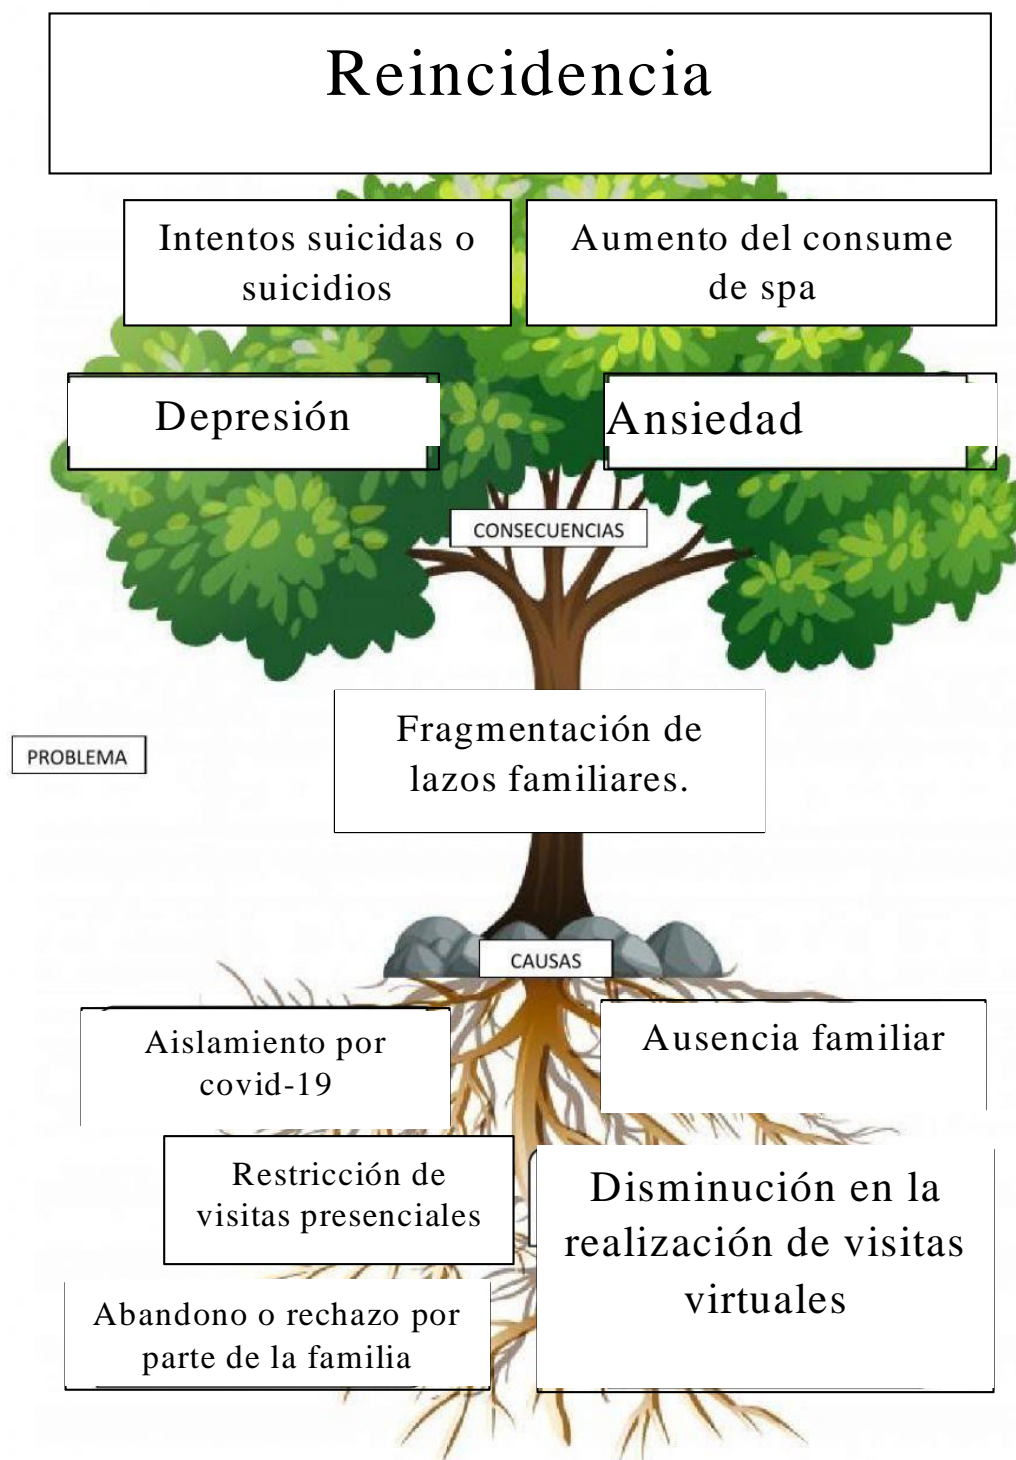 Reincidencia
Intentos suicidas o
suicidios
Aumento del consume
de spa
Depresión
Ansiedad
CONSECUENCIAS
Fragmentación de
lazos familiares.
PROBLEMA
CAUSAS
Aislamiento por
covid-19
Ausencia familiar
Restricción de
visitas presenciales
Disminución en la
realización de visitas
virtuales
Abandono o rechazo por
parte de la familia